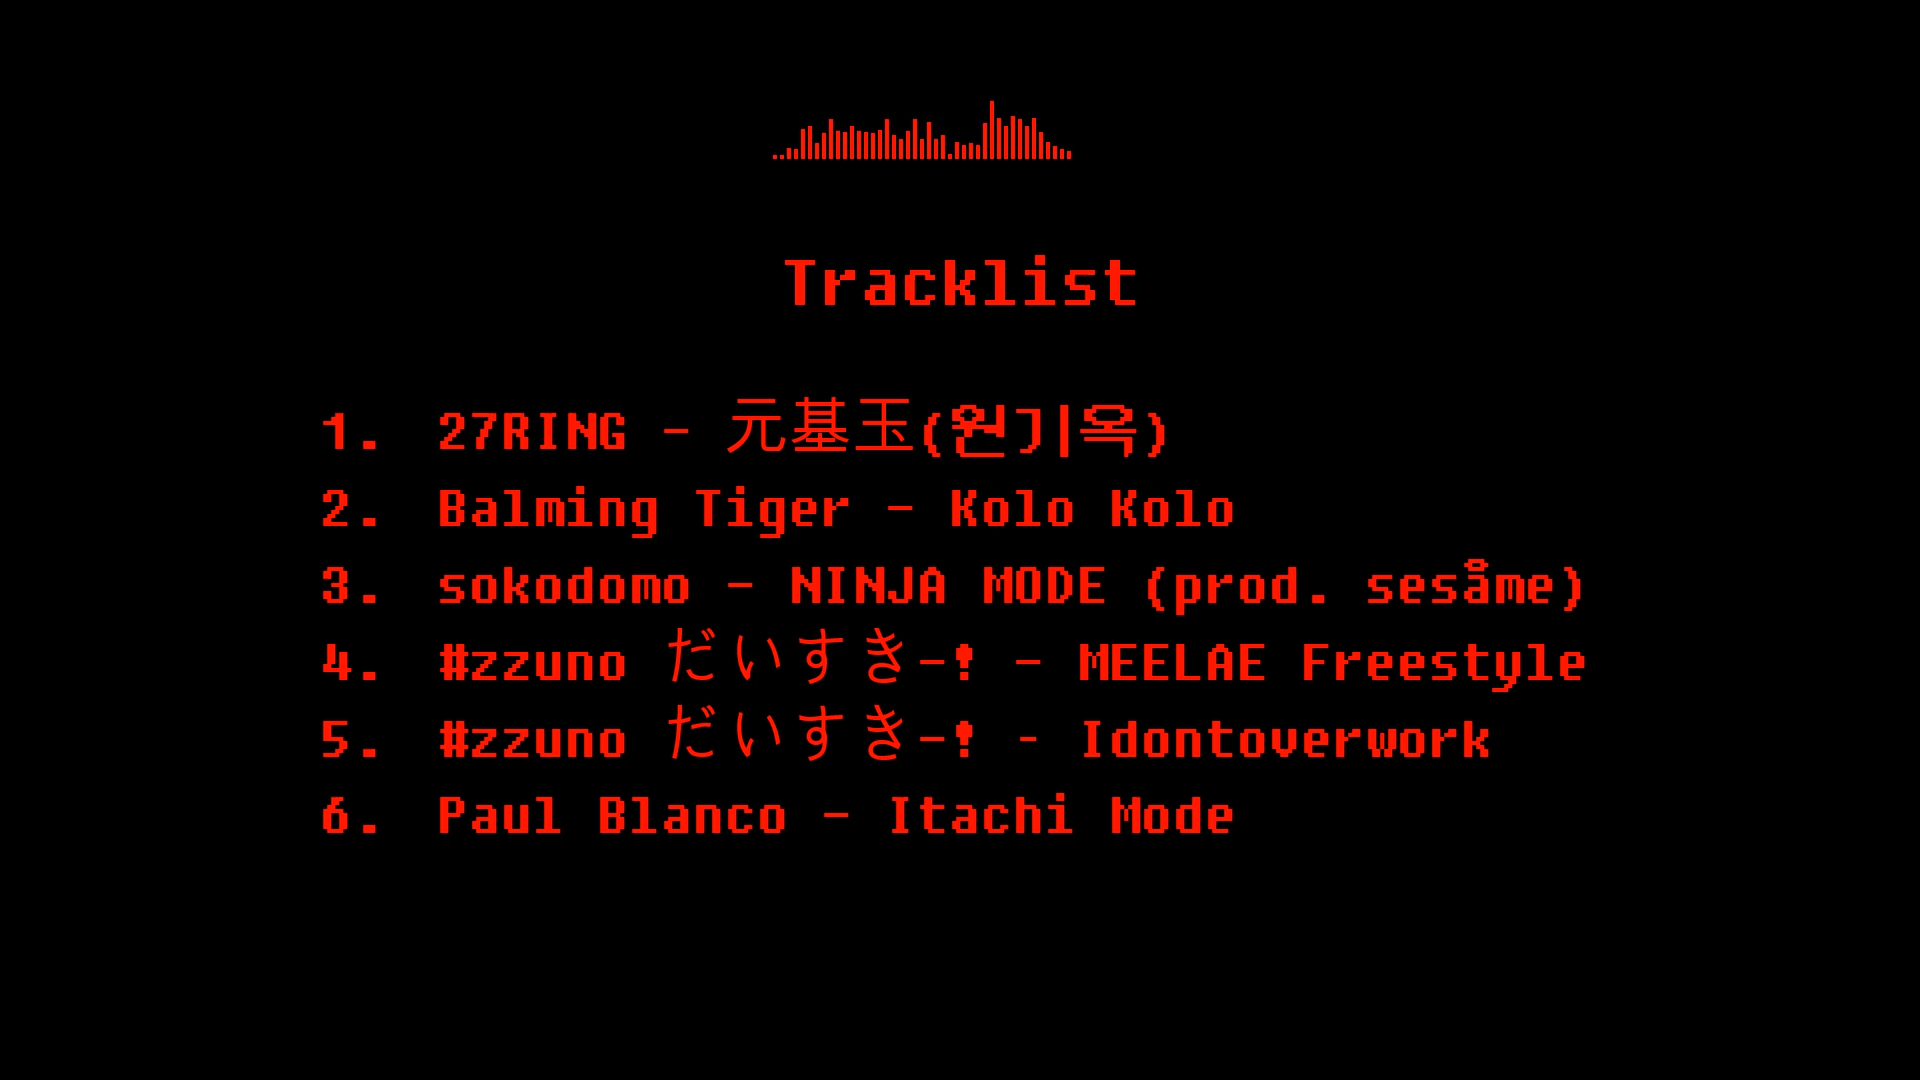 Tracklist
1. 27RING - 元基玉(원기옥)
2. Balming Tiger - Kolo Kolo
3. sokodomo - NINJA MODE (prod. sesåme)
4. #zzuno だいすき-! - MEELAE Freestyle
5. #zzuno だいすき-! - Idontoverwork
6. Paul Blanco - Itachi Mode